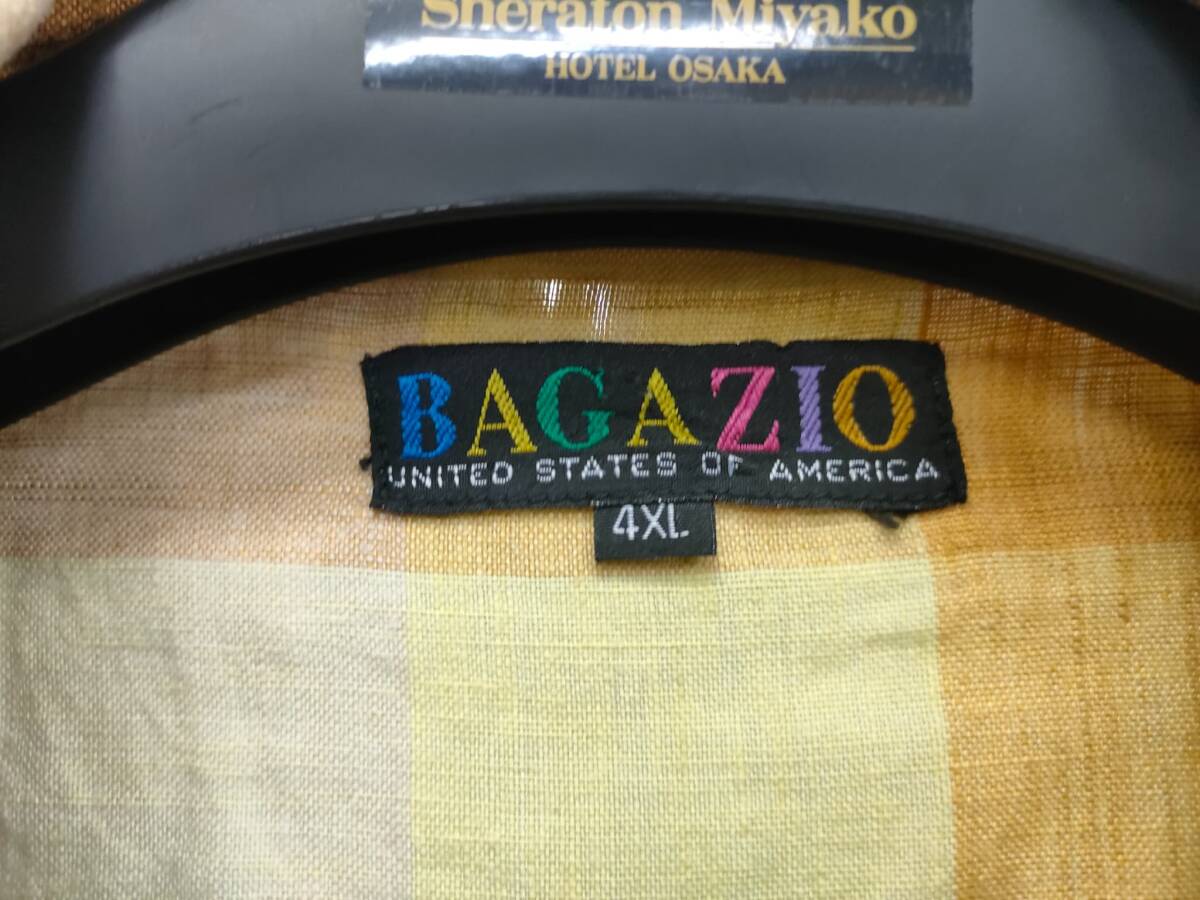 Sheraton Miyako
HOTEL OSAKA
BAGAZIO
UNITED STATES OF AMERICA
4XL